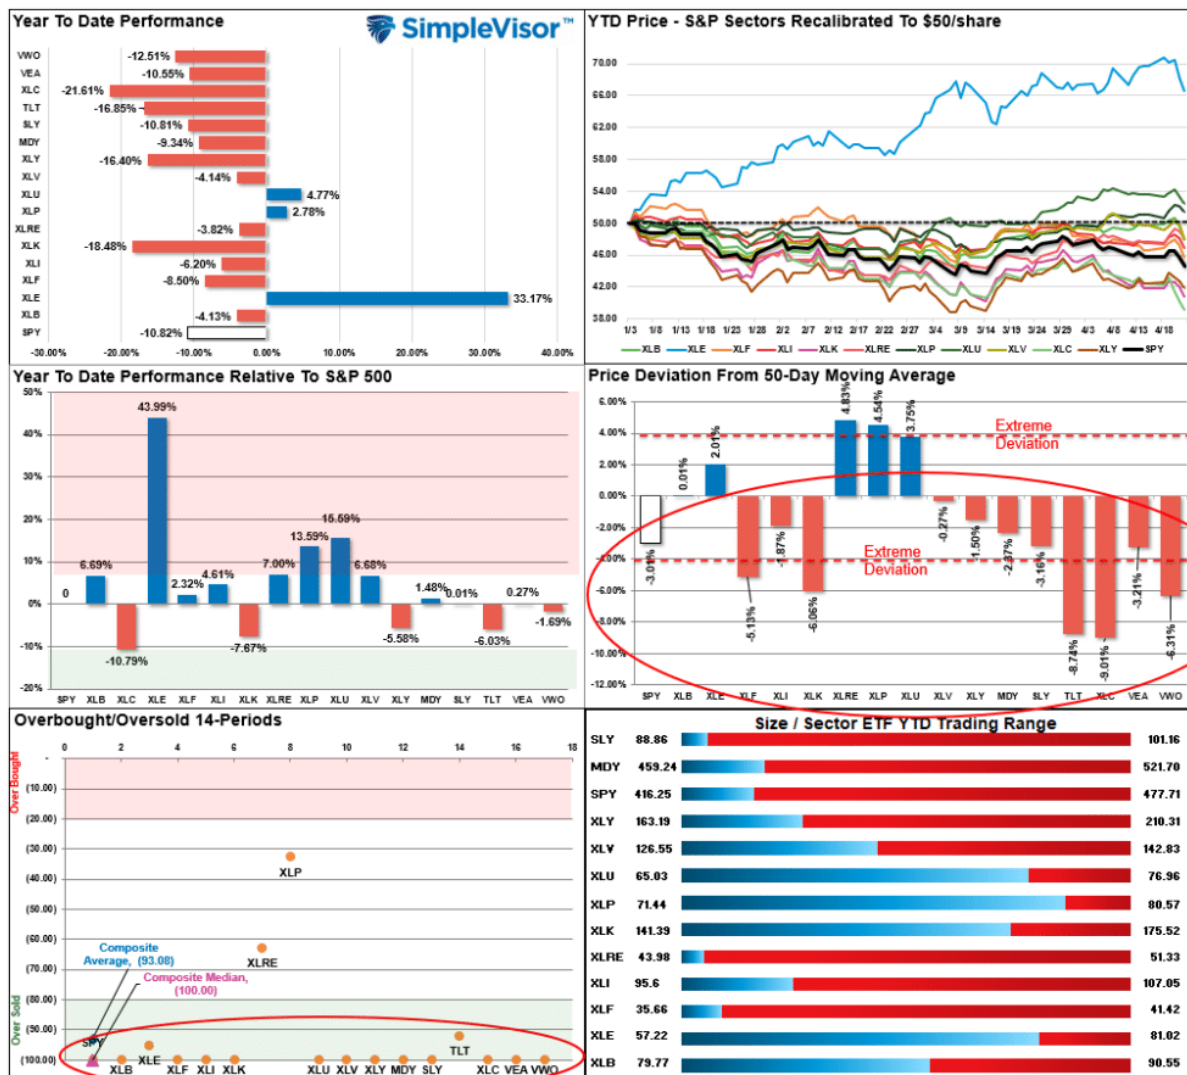 Year To Date Performance
SimpleVisor™
VWO -12.51%
VEA -10.55%
XLC -21.61%
TLT -16.85%
SLY -10.81%
MDY -9.34%
XLY -16.40%
XLV -4.14%
XLU 4.77%
XLP 2.78%
XLRE -3.82%
XLK -18.48%
XLI -6.20%
XLF -8.50%
XLE 33.17%
XLB -4.13%
SPY -10.82%
-30.00% -20.00% -10.00% 0.00% 10.00% 20.00% 30.00% 40.00%
YTD Price - S&P Sectors Recalibrated To $50/share
70.00
66.00
62.00
58.00
54.00
50.00
46.00
42.00
38.00
1/3 1/8 1/13 1/18 1/23 1/28 2/2 2/7 2/12 2/17 2/22 2/27 3/4 3/9 3/14 3/19 3/24 3/29 4/3 4/8 4/13 4/18
XLB XLE XLF XLI XLK XLRE XLP XLU XLV XLC XLY SPY
Year To Date Performance Relative To S&P 500
50%
40%
30%
20%
10%
0%
-10%
-20%
0 6.69% -10.79% 43.99% 2.32% 4.61% -7.67% 7.00% 13.59% 15.59% 6.68% -5.58% 1.48% 0.01% -6.03% 0.27% -1.69%
SPY XLB XLC XLE XLF XLI XLK XLRE XLP XLU XLV XLY MDY SLY TLT VEA VWO
Price Deviation From 50-Day Moving Average
6.00%
4.00%
2.00%
0.00%
-2.00%
-4.00%
-6.00%
-8.00%
-10.00%
-12.00%
Extreme
Deviation
Extreme
Deviation
-3.01% 0.01% 2.01% -5.13% -1.87% -6.06% 4.83% 4.54% 3.75% -0.27% -1.50% -2.37% -3.16% -8.74% -9.01% -3.21% -6.31%
SPY XLB XLE XLF XLI XLK XLRE XLP XLU XLV XLY MDY SLY TLT XLC VEA VWO
Overbought/Oversold 14-Periods
0 2 4 6 8 10 12 14 16 18
-
(10.00)
(20.00)
(30.00)
(40.00)
(50.00)
(60.00)
(70.00)
(80.00)
(90.00)
(100.00)
Over Bought
Over Sold
XLP
XLRE
Composite
Average, (93.08)
Composite Median,
(100.00)
SPY
XLE
TLT
XLB XLF XLI XLK XLU XLV XLY MDY SLY XLC VEA VWO
Size / Sector ETF YTD Trading Range
SLY 88.86 101.16
MDY 459.24 521.70
SPY 416.25 477.71
XLY 163.19 210.31
XLV 126.55 142.83
XLU 65.03 76.96
XLP 71.44 80.57
XLK 141.39 175.52
XLRE 43.98 51.33
XLI 95.6 107.05
XLF 35.66 41.42
XLE 57.22 81.02
XLB 79.77 90.55